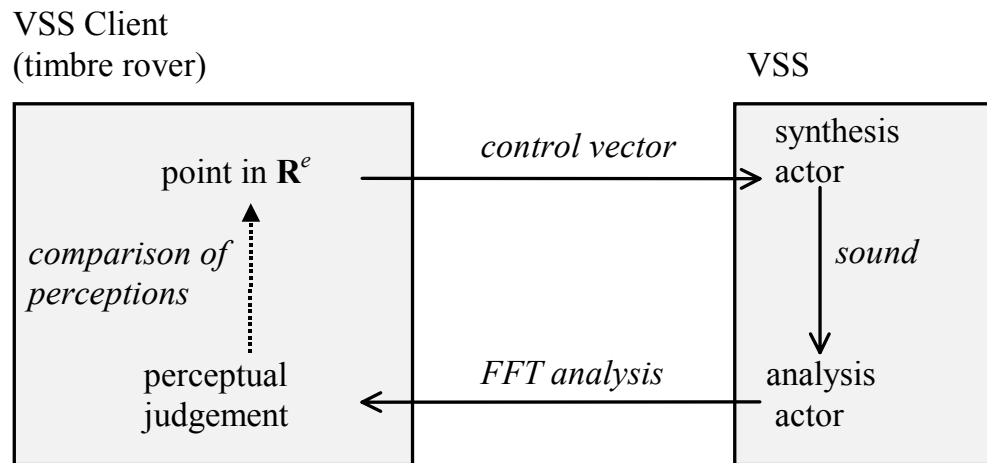 VSS Client
(timbre rover)
VSS
point in R^e
control vector
synthesis
actor
comparison of
perceptions
sound
perceptual
judgement
FFT analysis
analysis
actor